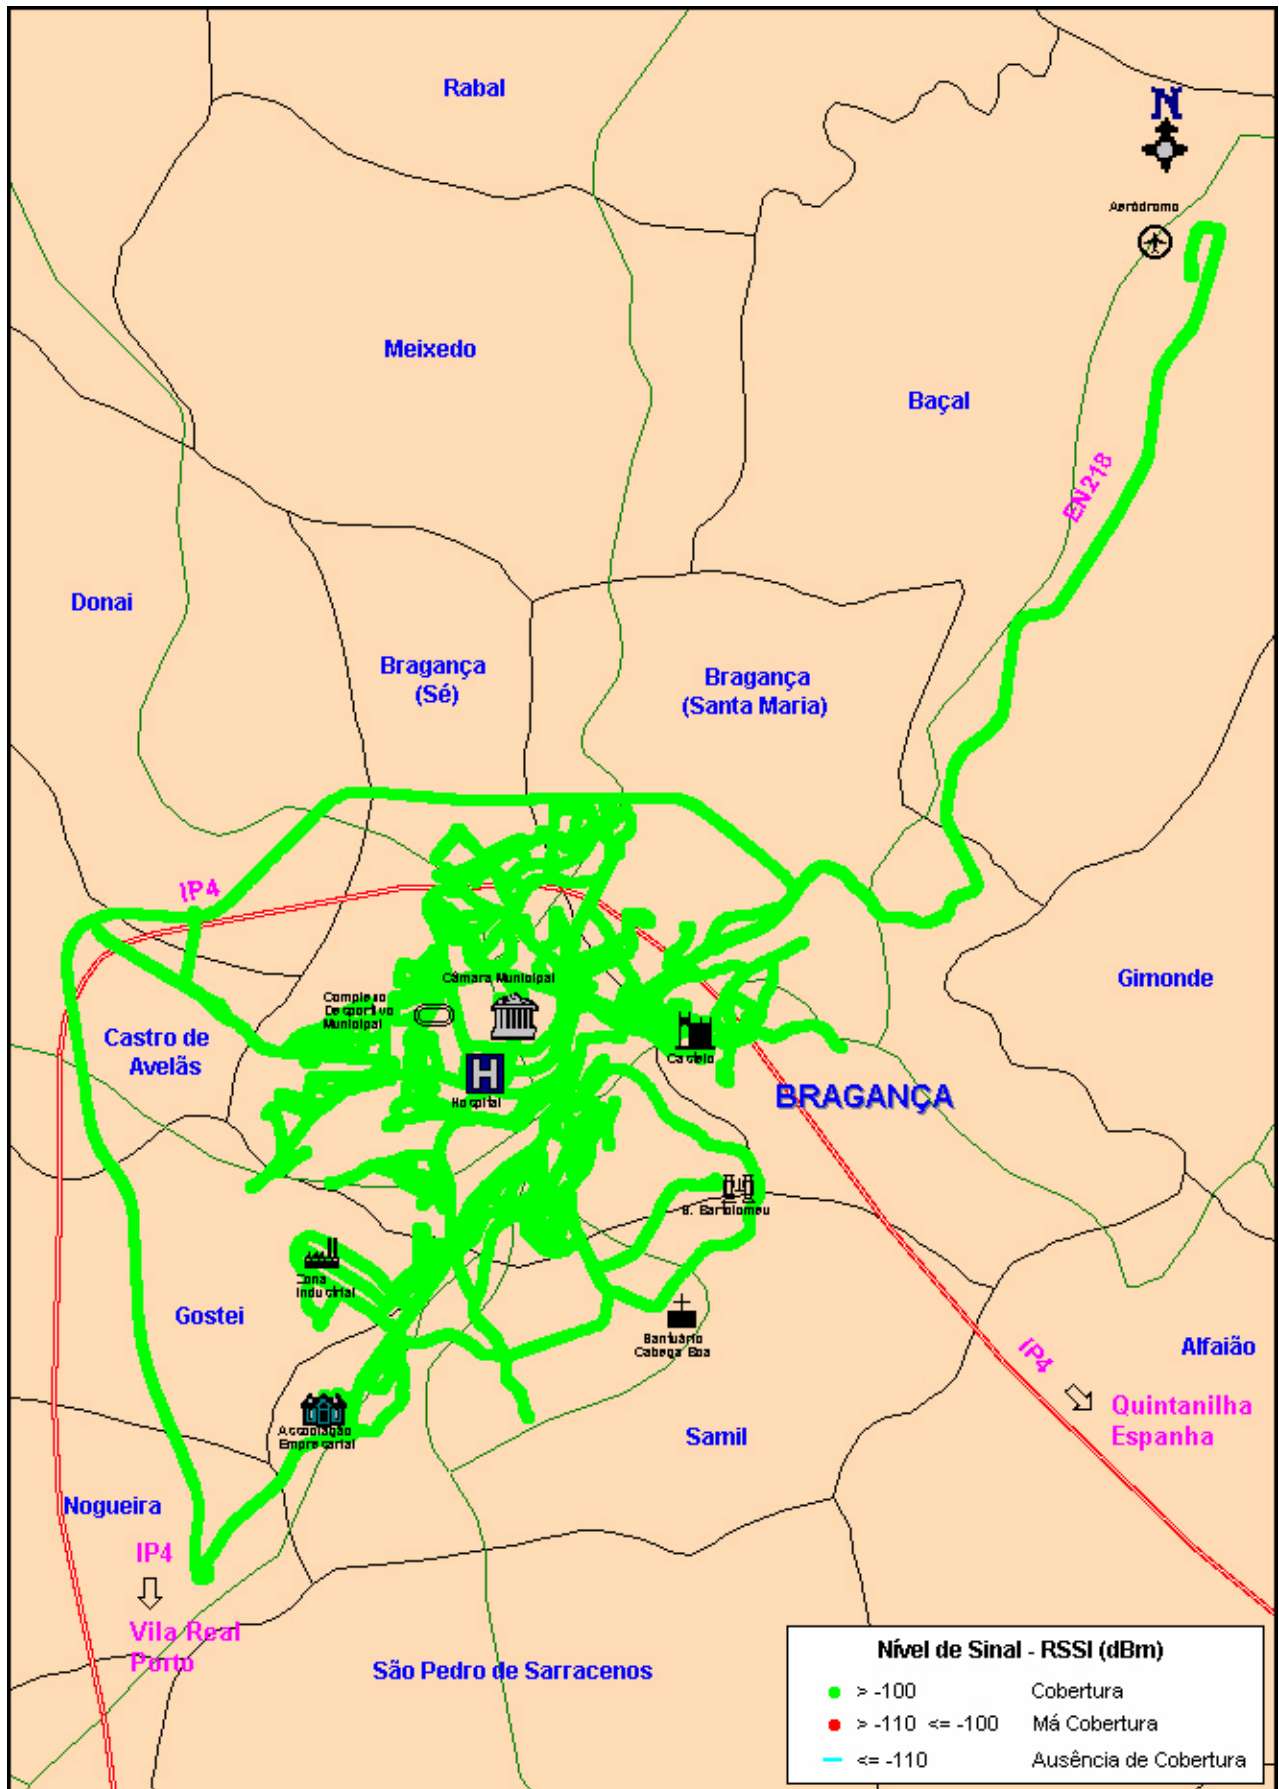 Rabal
N
Aeródromo
Meixedo
Baçal
EN218
Donai
Bragança
(Sé)
Bragança
(Santa Maria)
IP4
Câmara Municipal
Complexo
Desportivo
Municipal
Gimonde
Castro de
Avelãs
Castelo
H
Hospital
BRAGANÇA
S. Bartolomeu
Zona
Industrial
Gostei
Santuário
Cabeça Boa
IP4
Alfaião
Quintanilha
Espanha
Associação
Empresarial
Samil
Nogueira
IP4
Vila Real
Porto
São Pedro de Sarracenos
Nível de Sinal - RSSI (dBm)
> -100 Cobertura
> -110 <= -100 Má Cobertura
<= -110 Ausência de Cobertura